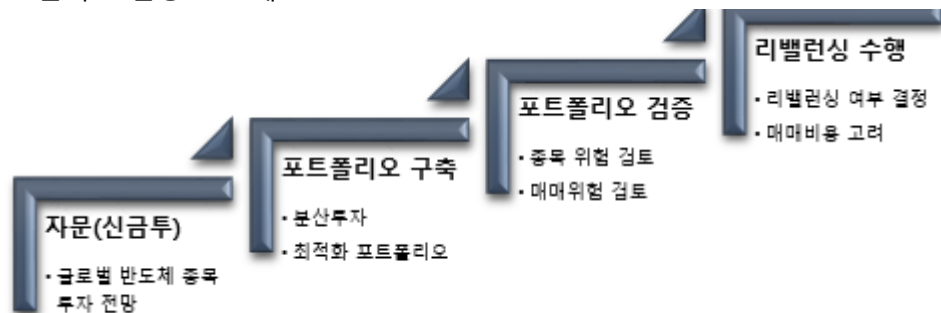 자문(신금투)
· 글로벌 반도체 종목
투자 전망
포트폴리오 구축
· 분산투자
· 최적화 포트폴리오
포트폴리오 검증
· 종목 위험 검토
· 매매위험 검토
리밸런싱 수행
· 리밸런싱 여부 결정
· 매매비용 고려